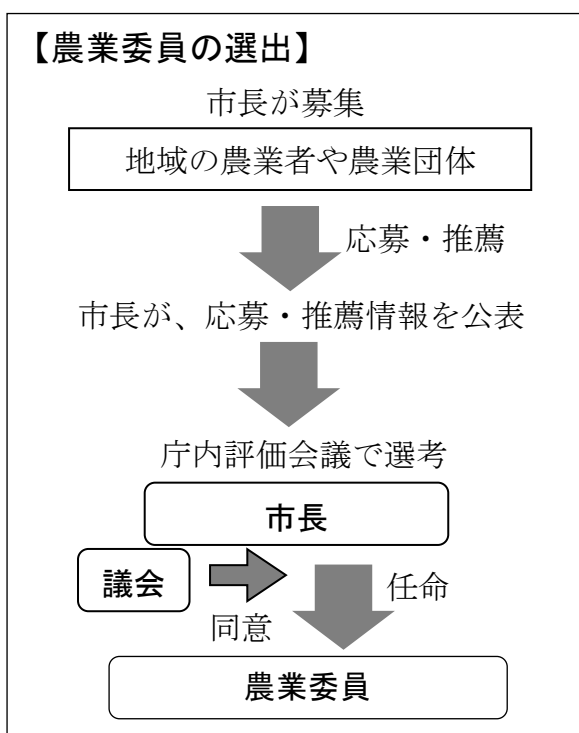 【農業委員の選出】
市長が募集
地域の農業者や農業団体
応募・推薦
市長が、応募・推薦情報を公表
庁内評価会議で選考
市長
議会
任命
同意
農業委員